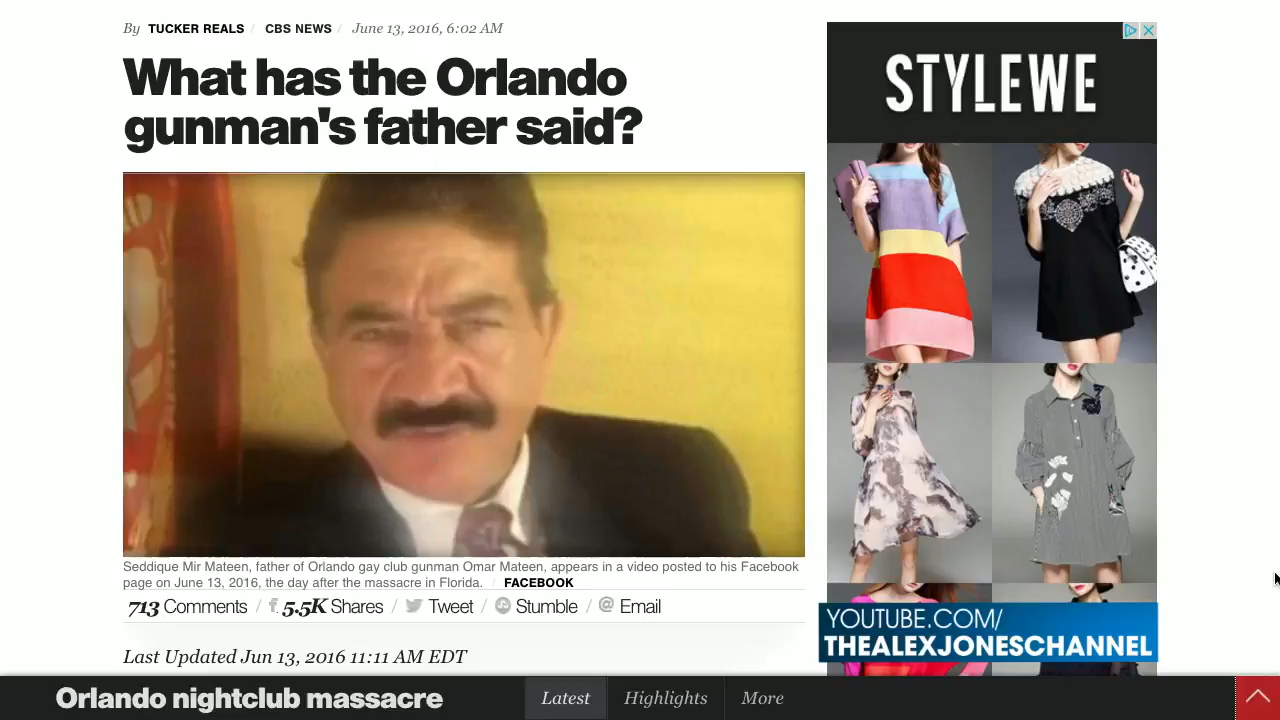 By TUCKER REALS / CBS NEWS / June 13, 2016, 6:02 AM
What has the Orlando
gunman's father said?
Seddique Mir Mateen, father of Orlando gay club gunman Omar Mateen, appears in a video posted to his Facebook
page on June 13, 2016, the day after the massacre in Florida. / FACEBOOK
713 Comments / f 5.5K Shares / Tweet / Stumble / @ Email
Last Updated Jun 13, 2016 11:11 AM EDT
STYLEWE
YOUTUBE.COM/
THEALEXJONESCHANNEL
Orlando nightclub massacre Latest Highlights More